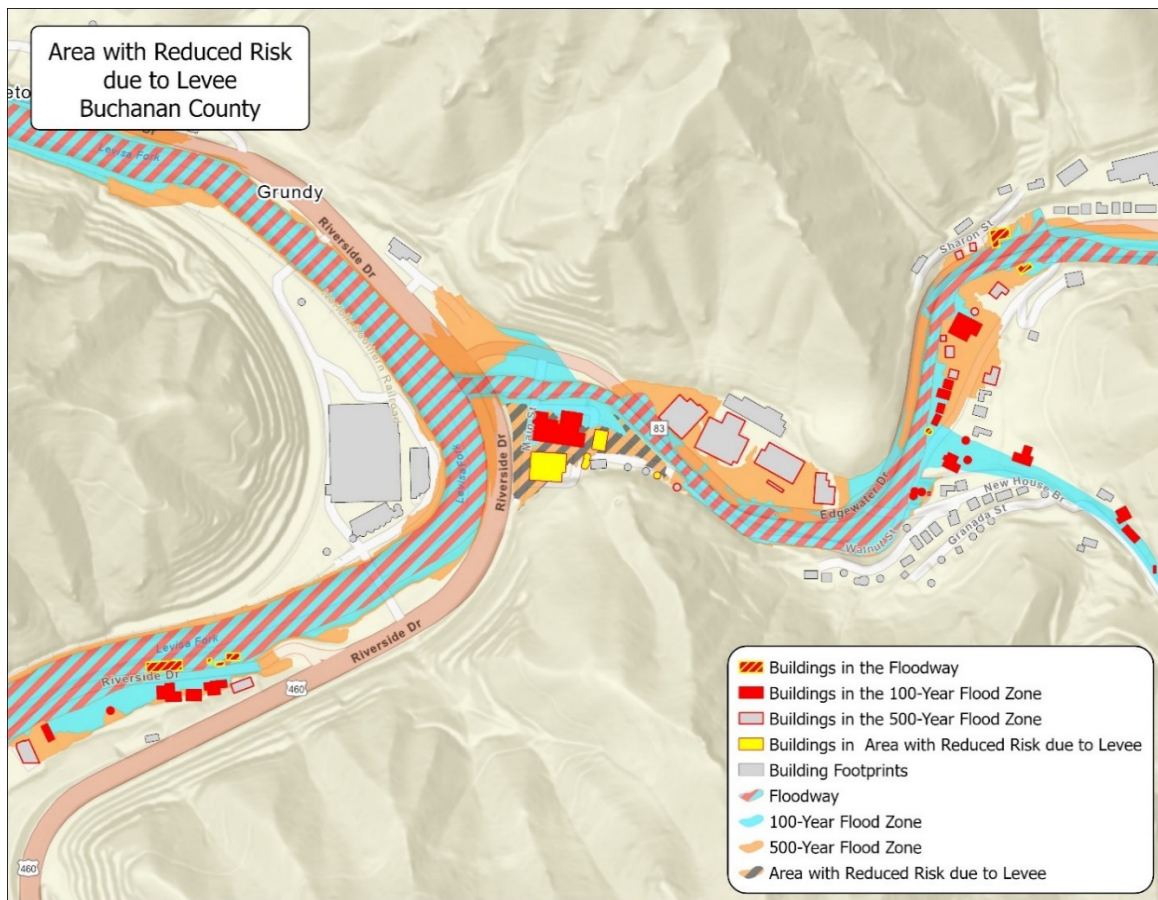 Area with Reduced Risk
due to Levee
Buchanan County
Levisa Fork
Grundy
Riverside Dr
Sharon St
Main St
83
Riverside Dr
Levisa Fork
Edgewater Dr
New House Br
Granada St
Walnut St
Levisa Fork
Riverside Dr
Riverside Dr
460
460
Buildings in the Floodway
Buildings in the 100-Year Flood Zone
Buildings in the 500-Year Flood Zone
Buildings in Area with Reduced Risk due to Levee
Building Footprints
Floodway
100-Year Flood Zone
500-Year Flood Zone
Area with Reduced Risk due to Levee